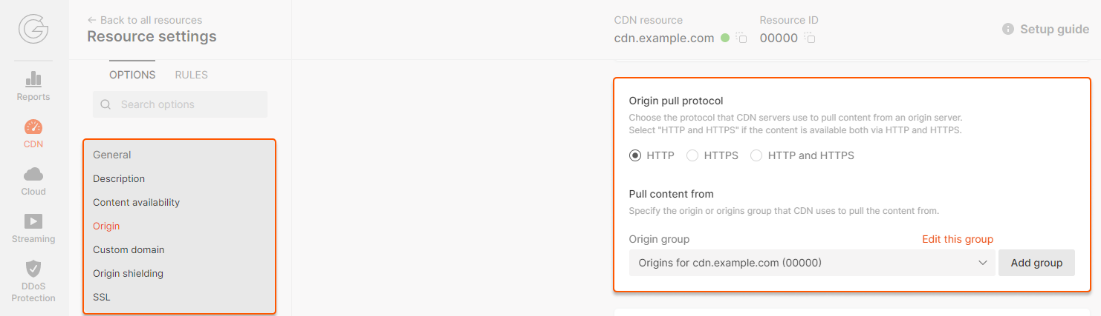 ← Back to all resources
Resource settings
CDN resource
cdn.example.com
Resource ID
00000
Setup guide
Reports
CDN
Cloud
Streaming
DDoS
Protection
OPTIONS
RULES
Search options
General
Description
Content availability
Origin
Custom domain
Origin shielding
SSL
Origin pull protocol
Choose the protocol that CDN servers use to pull content from an origin server.
Select "HTTP and HTTPS" if the content is available both via HTTP and HTTPS.
HTTP
HTTPS
HTTP and HTTPS
Pull content from
Specify the origin or origins group that CDN uses to pull the content from.
Origin group
Edit this group
Origins for cdn.example.com (00000)
Add group